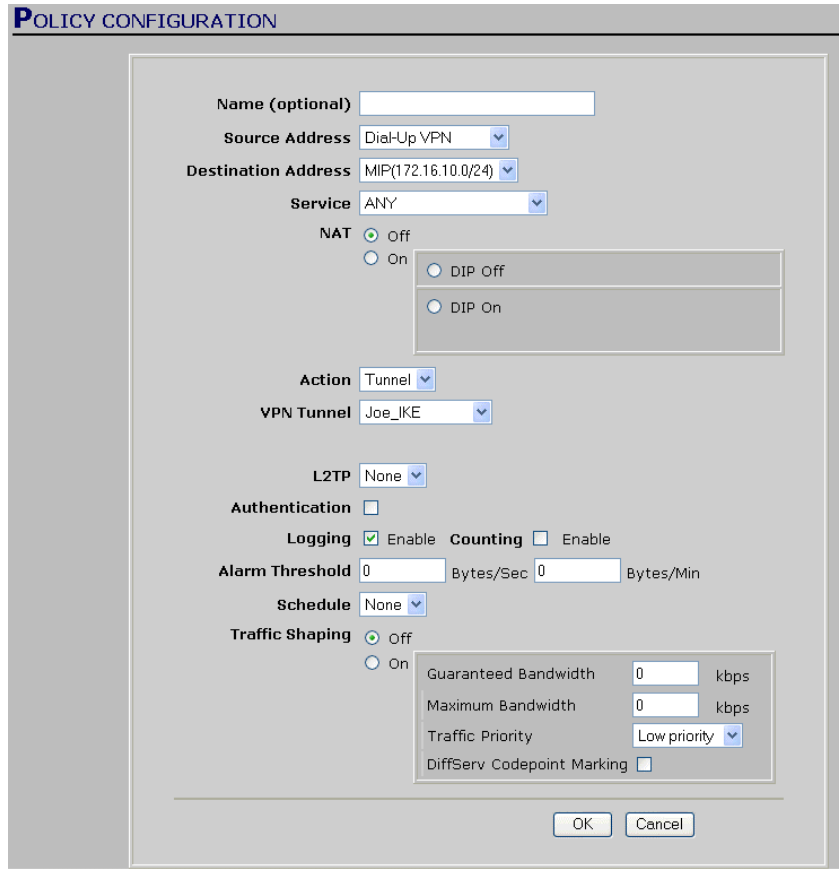 POLICY CONFIGURATION
Name (optional)
Source Address Dial-Up VPN
Destination Address MIP(172.16.10.0/24)
Service ANY
NAT Off
On
DIP Off
DIP On
Action Tunnel
VPN Tunnel Joe_IKE
L2TP None
Authentication
Logging Enable Counting Enable
Alarm Threshold 0 Bytes/Sec 0 Bytes/Min
Schedule None
Traffic Shaping Off
On
Guaranteed Bandwidth 0 kbps
Maximum Bandwidth 0 kbps
Traffic Priority Low priority
DiffServ Codepoint Marking
OK Cancel